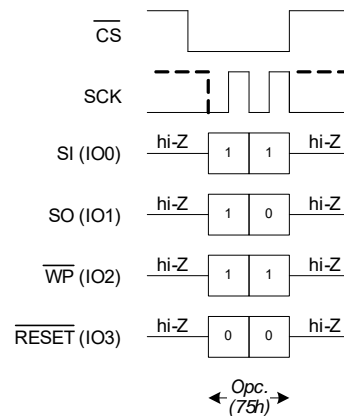 CS
SCK
hi-Z hi-Z
SI (IO0) 1 1
hi-Z hi-Z
SO (IO1) 1 0
hi-Z hi-Z
WP (IO2) 1 1
hi-Z hi-Z
RESET (IO3) 0 0
Opc.
(75h)